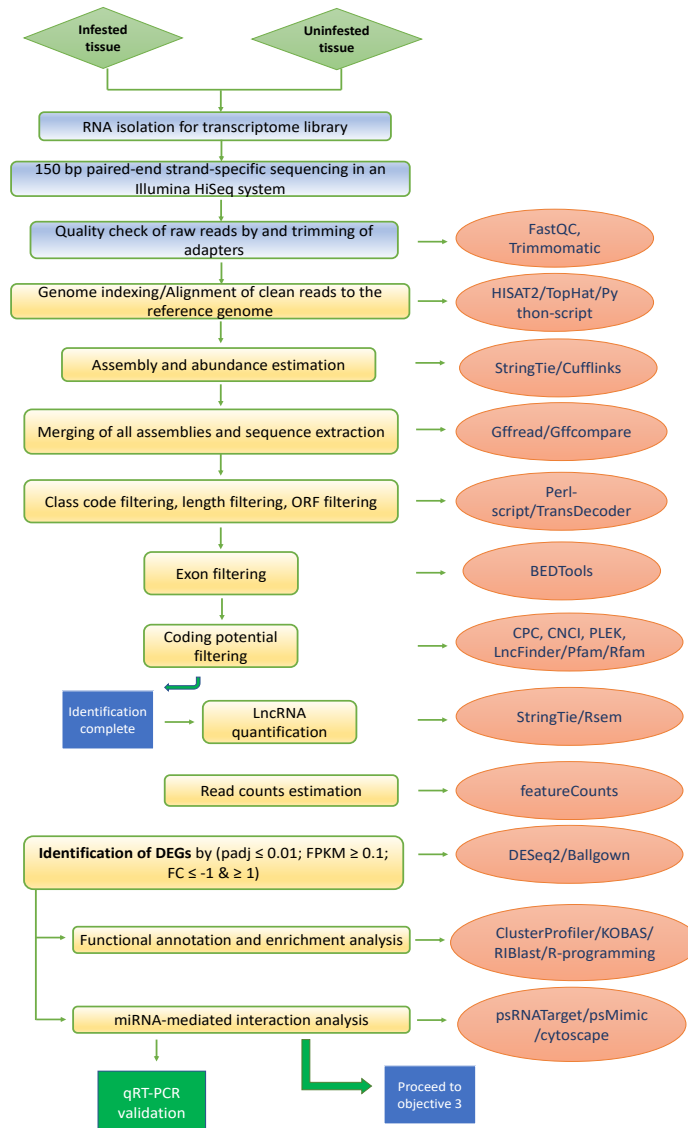 Infested
tissue
Uninfested
tissue
RNA isolation for transcriptome library
150 bp paired-end strand-specific sequencing in an
Illumina HiSeq system
Quality check of raw reads by and trimming of
adapters
FastQC,
Trimmomatic
Genome indexing/Alignment of clean reads to the
reference genome
HISAT2/TopHat/Py
thon-script
Assembly and abundance estimation
StringTie/Cufflinks
Merging of all assemblies and sequence extraction
Gffread/Gffcompare
Class code filtering, length filtering, ORF filtering
Perl-
script/TransDecoder
Exon filtering
BEDTools
Coding potential
filtering
CPC, CNCI, PLEK,
LncFinder/Pfam/Rfam
Identification
complete
LncRNA
quantification
StringTie/Rsem
Read counts estimation
featureCounts
Identification of DEGs by (padj ≤ 0.01; FPKM ≥ 0.1;
FC ≤ -1 & ≥ 1)
DESeq2/Ballgown
Functional annotation and enrichment analysis
ClusterProfiler/KOBAS/
RIBlast/R-programming
miRNA-mediated interaction analysis
psRNATarget/psMimic
/cytoscape
qRT-PCR
validation
Proceed to
objective 3